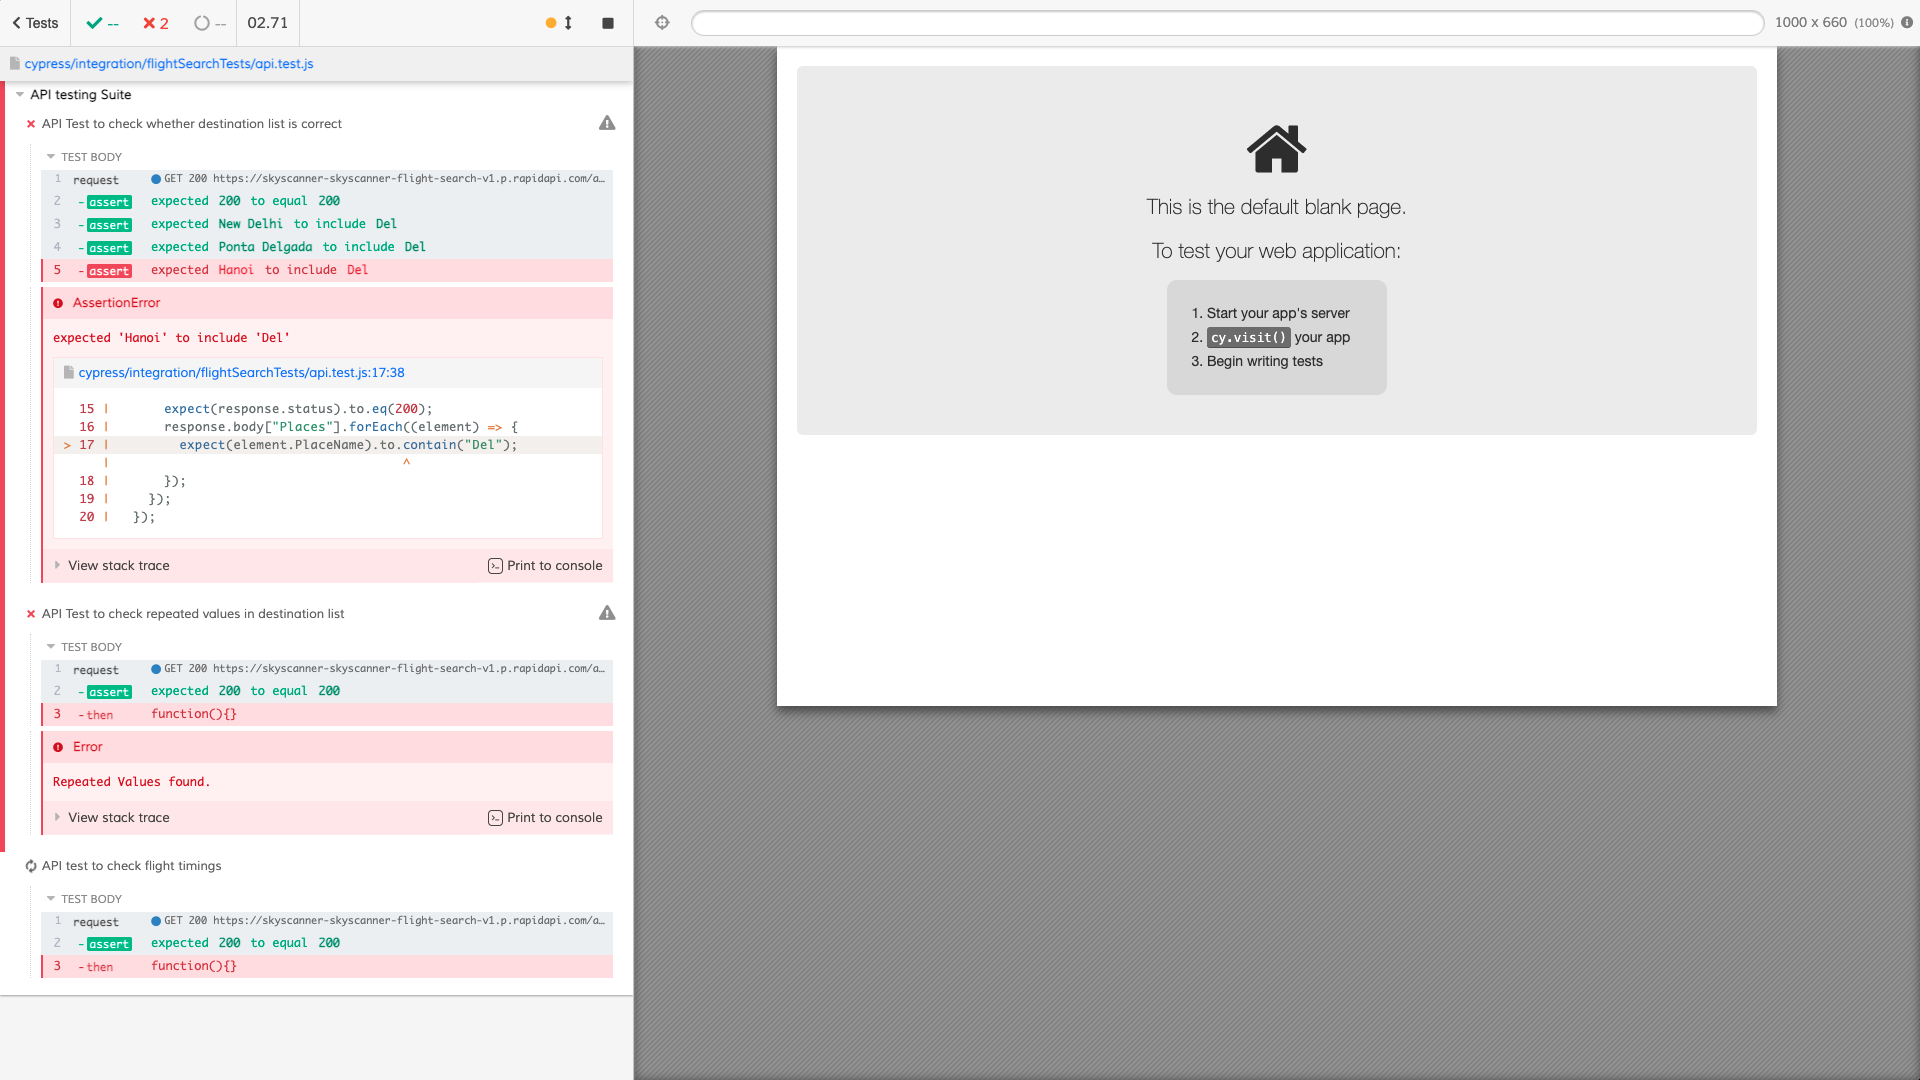 Tests
--
2
--
02.71
1000 x 660 (100%)
cypress/integration/flightSearchTests/api.test.js
API testing Suite
API Test to check whether destination list is correct
TEST BODY
1 request GET 200 https://skyscanner-skyscanner-flight-search-v1.p.rapidapi.com/a…
2 - assert expected 200 to equal 200
3 - assert expected New Delhi to include Del
4 - assert expected Ponta Delgada to include Del
5 - assert expected Hanoi to include Del
AssertionError
expected 'Hanoi' to include 'Del'
cypress/integration/flightSearchTests/api.test.js:17:38
15 | expect(response.status).to.eq(200);
16 | response.body["Places"].forEach((element) => {
> 17 | expect(element.PlaceName).to.contain("Del");
| ^
18 | });
19 | });
20 | });
View stack trace
Print to console
API Test to check repeated values in destination list
TEST BODY
1 request GET 200 https://skyscanner-skyscanner-flight-search-v1.p.rapidapi.com/a…
2 - assert expected 200 to equal 200
3 - then function(){}
Error
Repeated Values found.
View stack trace
Print to console
API test to check flight timings
TEST BODY
1 request GET 200 https://skyscanner-skyscanner-flight-search-v1.p.rapidapi.com/a…
2 - assert expected 200 to equal 200
3 - then function(){}
This is the default blank page.
To test your web application:
1. Start your app's server
2. cy.visit() your app
3. Begin writing tests